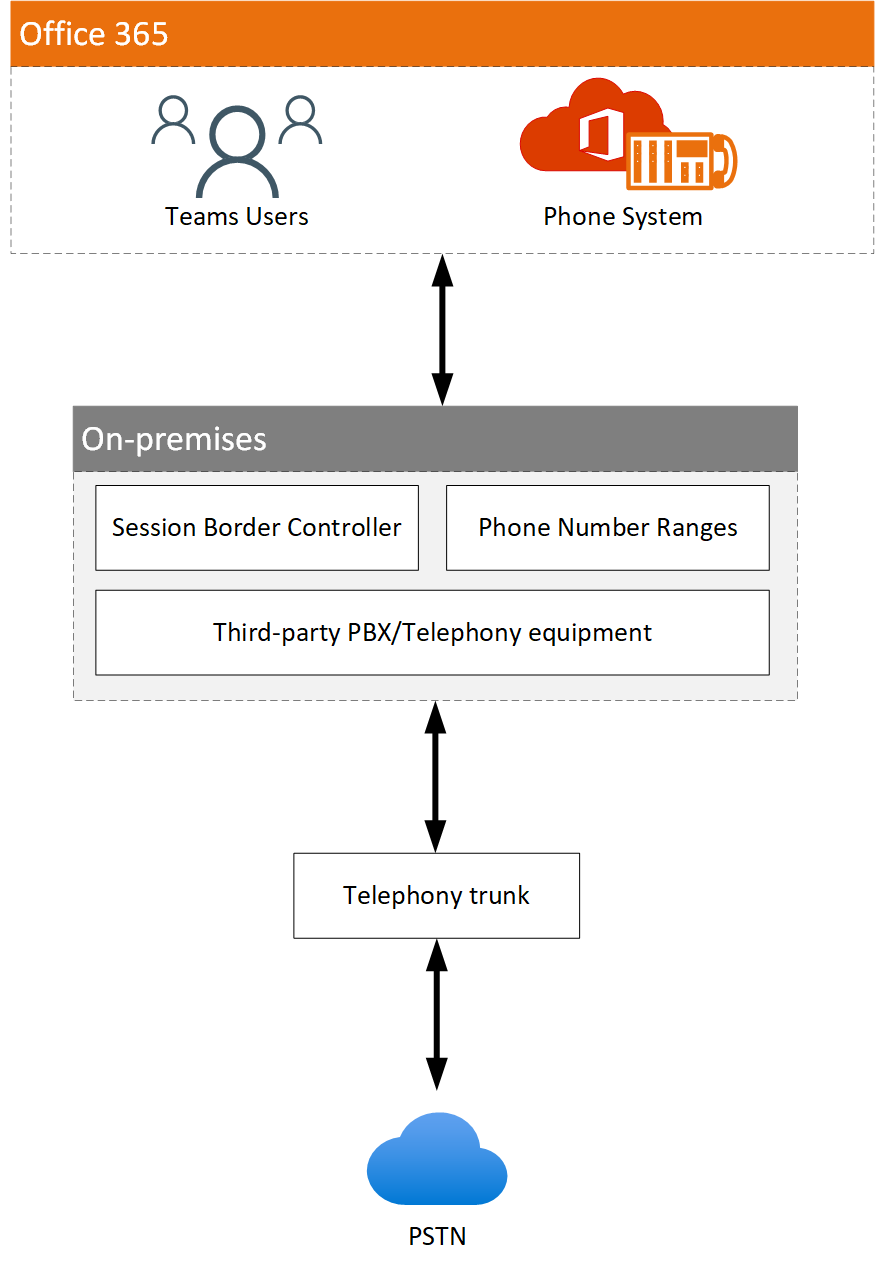 Office 365
Teams Users
Phone System
On-premises
Session Border Controller
Phone Number Ranges
Third-party PBX/Telephony equipment
Telephony trunk
PSTN